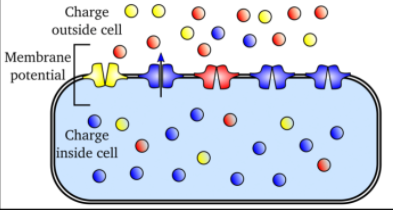 Charge
outside cell
Membrane
potential
Charge
inside cell